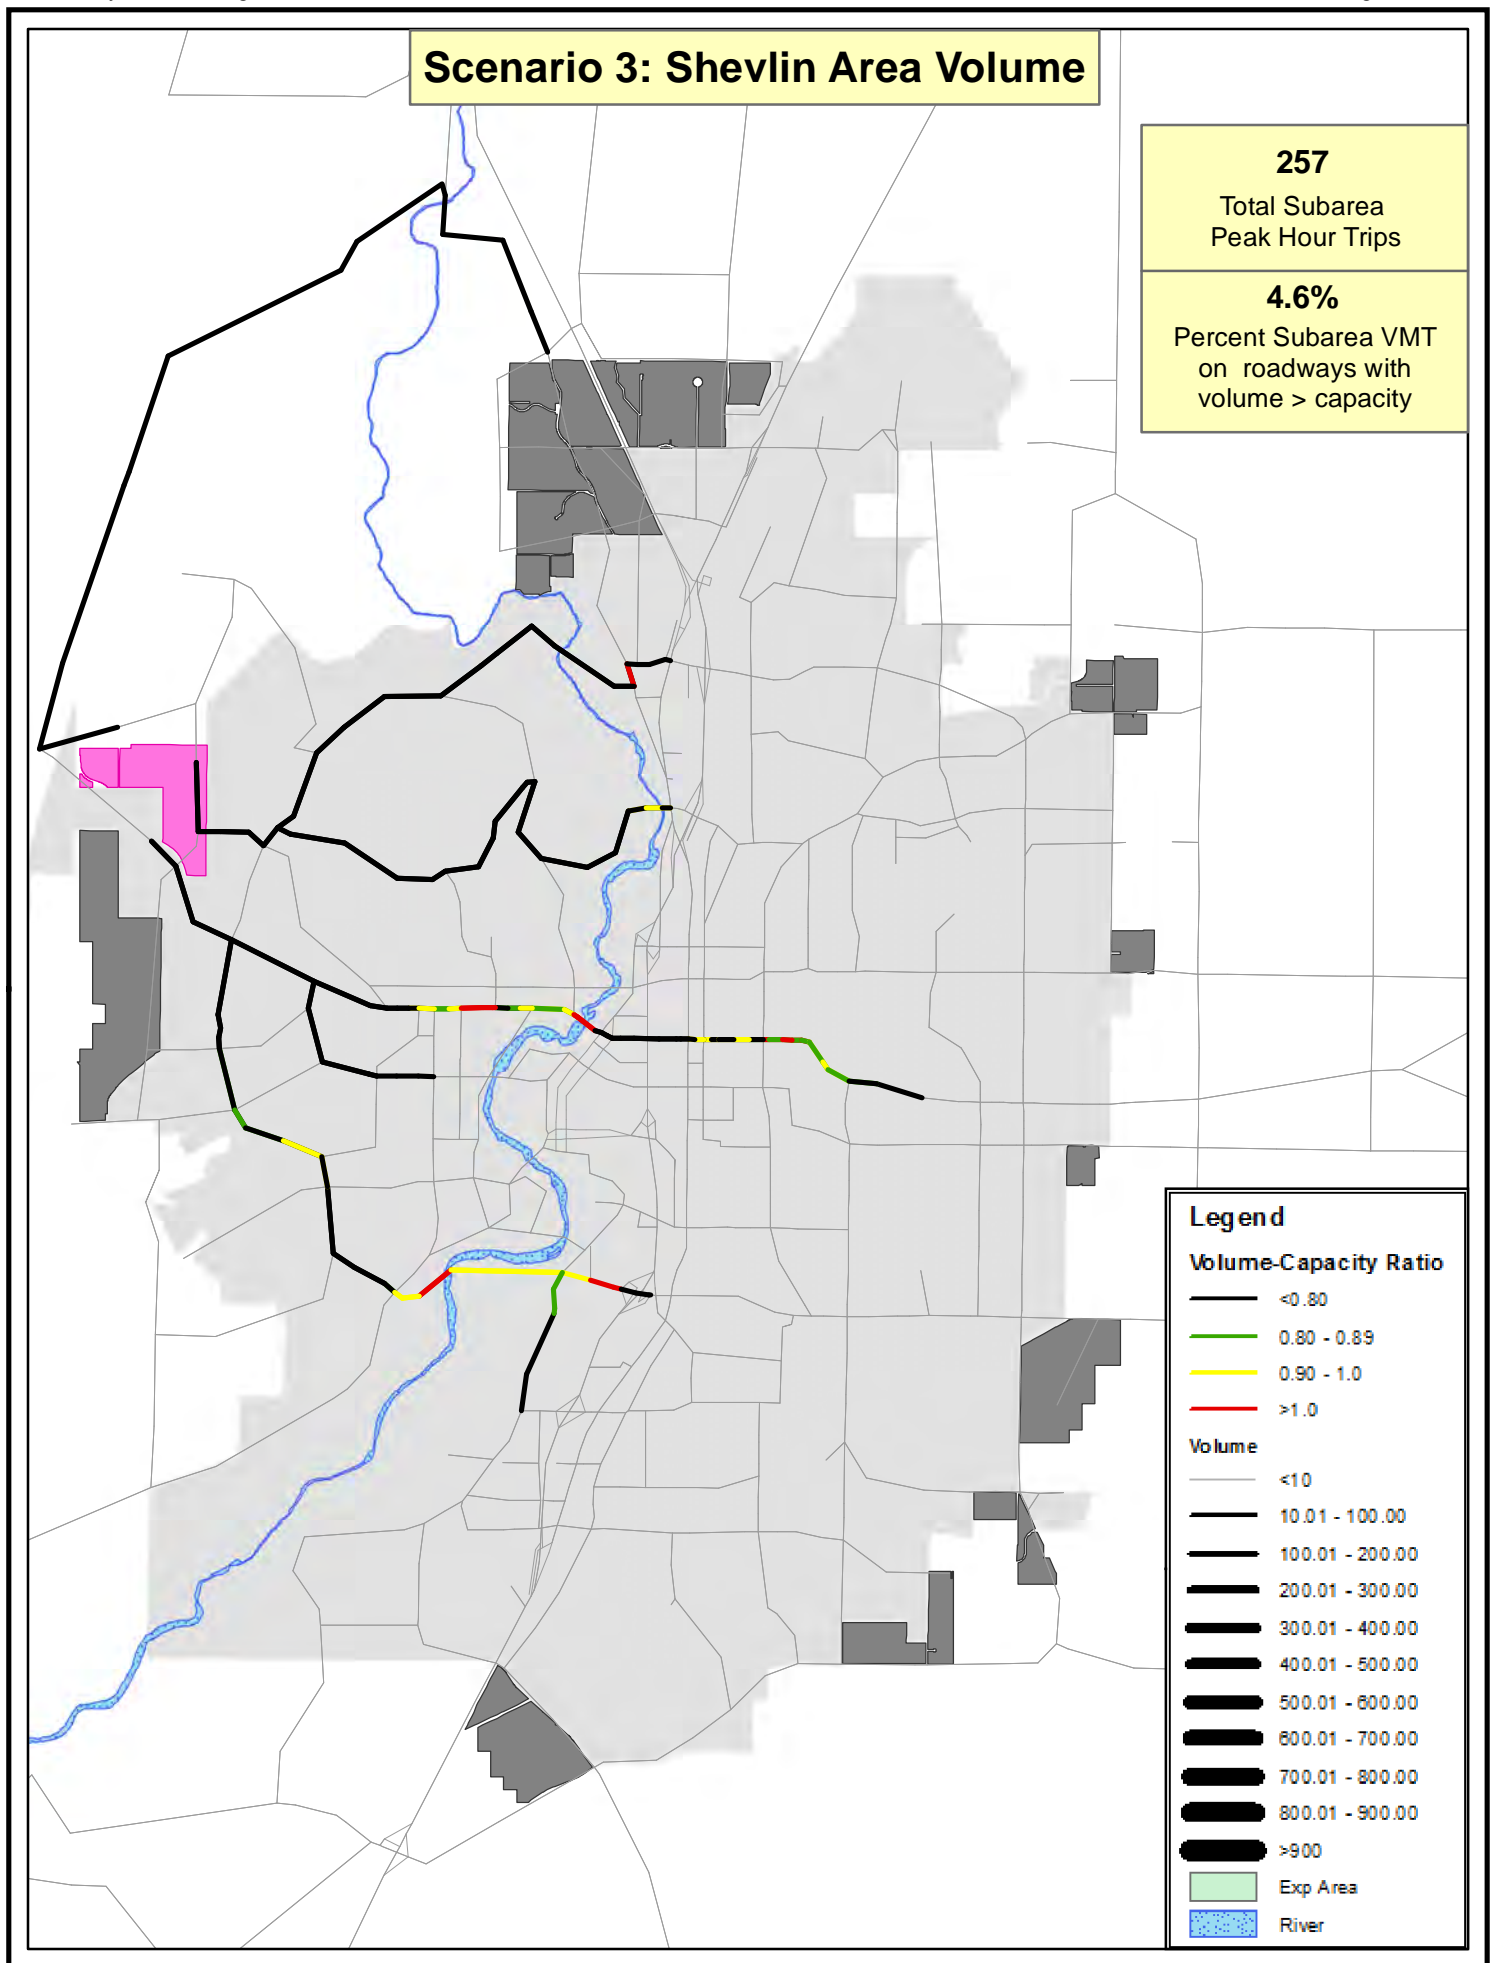 Scenario 3: Shevlin Area Volume
257
Total Subarea
Peak Hour Trips
4.6%
Percent Subarea VMT
on roadways with
volume > capacity
Legend
Volume-Capacity Ratio
<0.80
0.80 - 0.89
0.90 - 1.0
>1.0
Volume
<10
10.01 - 100.00
100.01 - 200.00
200.01 - 300.00
300.01 - 400.00
400.01 - 500.00
500.01 - 600.00
600.01 - 700.00
700.01 - 800.00
800.01 - 900.00
>900
Exp Area
River